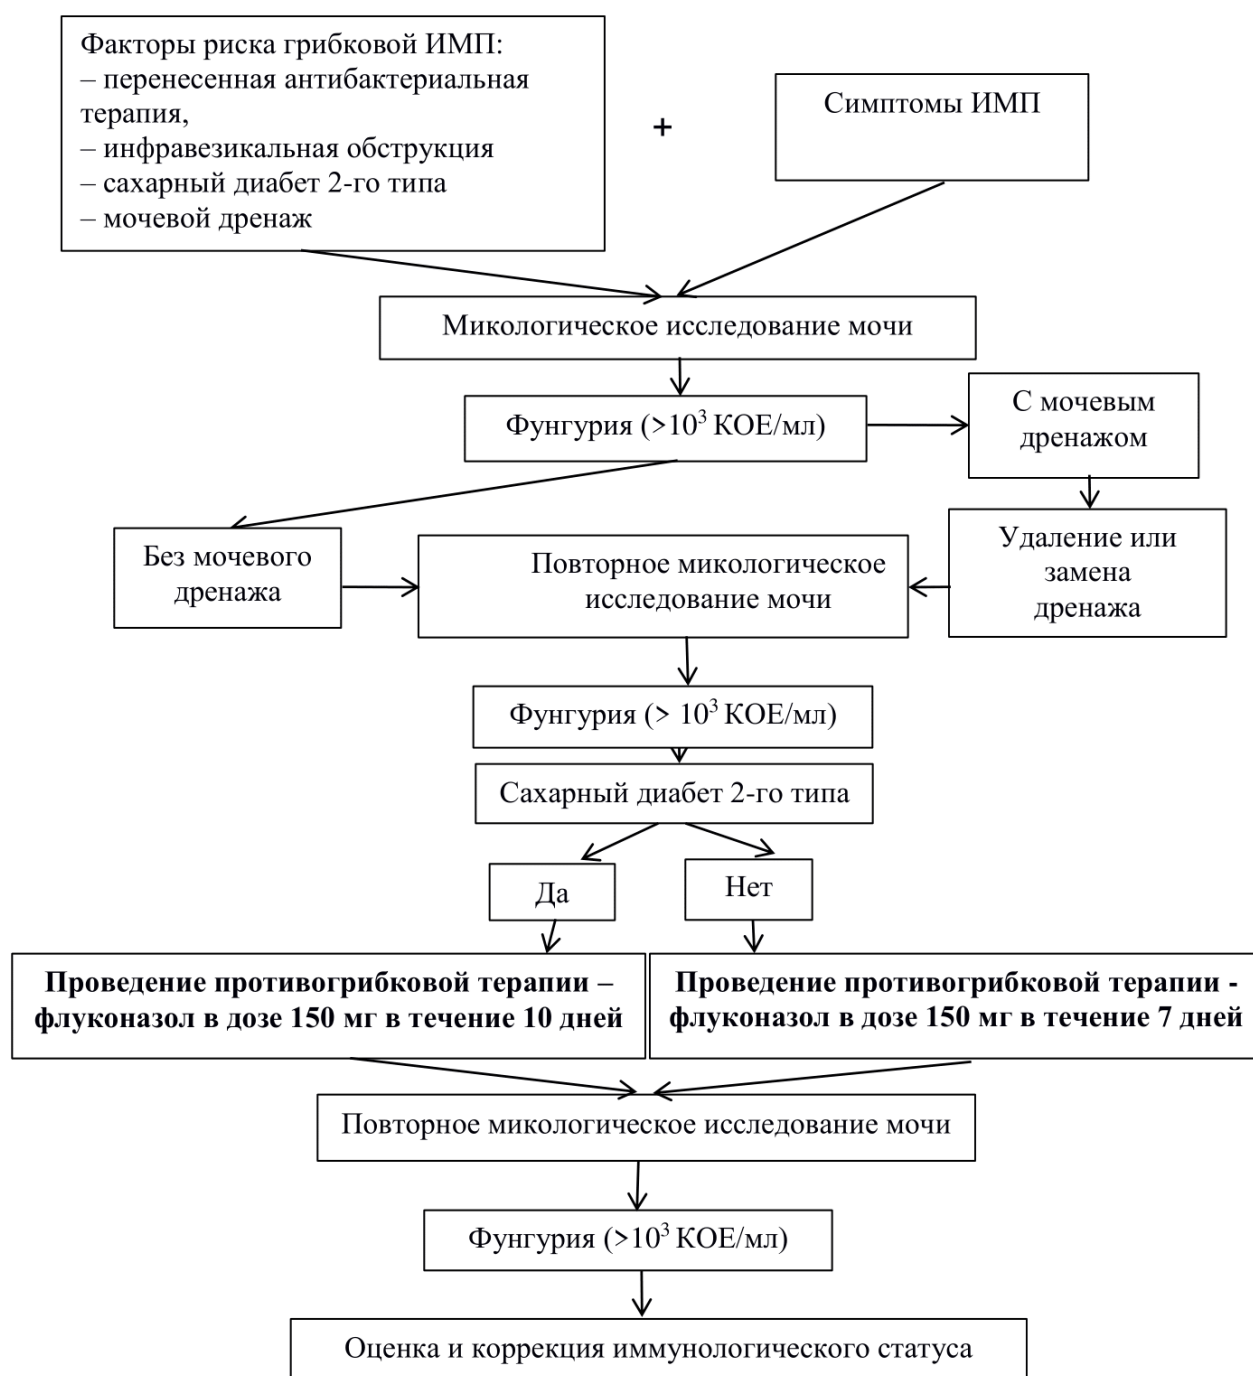 Факторы риска грибковой ИМП:
– перенесенная антибактериальная
терапия,
– инфравезикальная обструкция
– сахарный диабет 2-го типа
– мочевой дренаж
+
Симптомы ИМП
Микологическое исследование мочи
Фунгурия (>10³ КОЕ/мл)
С мочевым
дренажом
Без мочевого
дренажа
Повторное микологическое
исследование мочи
Удаление или
замена
дренажа
Фунгурия (> 10³ КОЕ/мл)
Сахарный диабет 2-го типа
Да
Нет
Проведение противогрибковой терапии –
флуконазол в дозе 150 мг в течение 10 дней
Проведение противогрибковой терапии -
флуконазол в дозе 150 мг в течение 7 дней
Повторное микологическое исследование мочи
Фунгурия (>10³ КОЕ/мл)
Оценка и коррекция иммунологического статуса